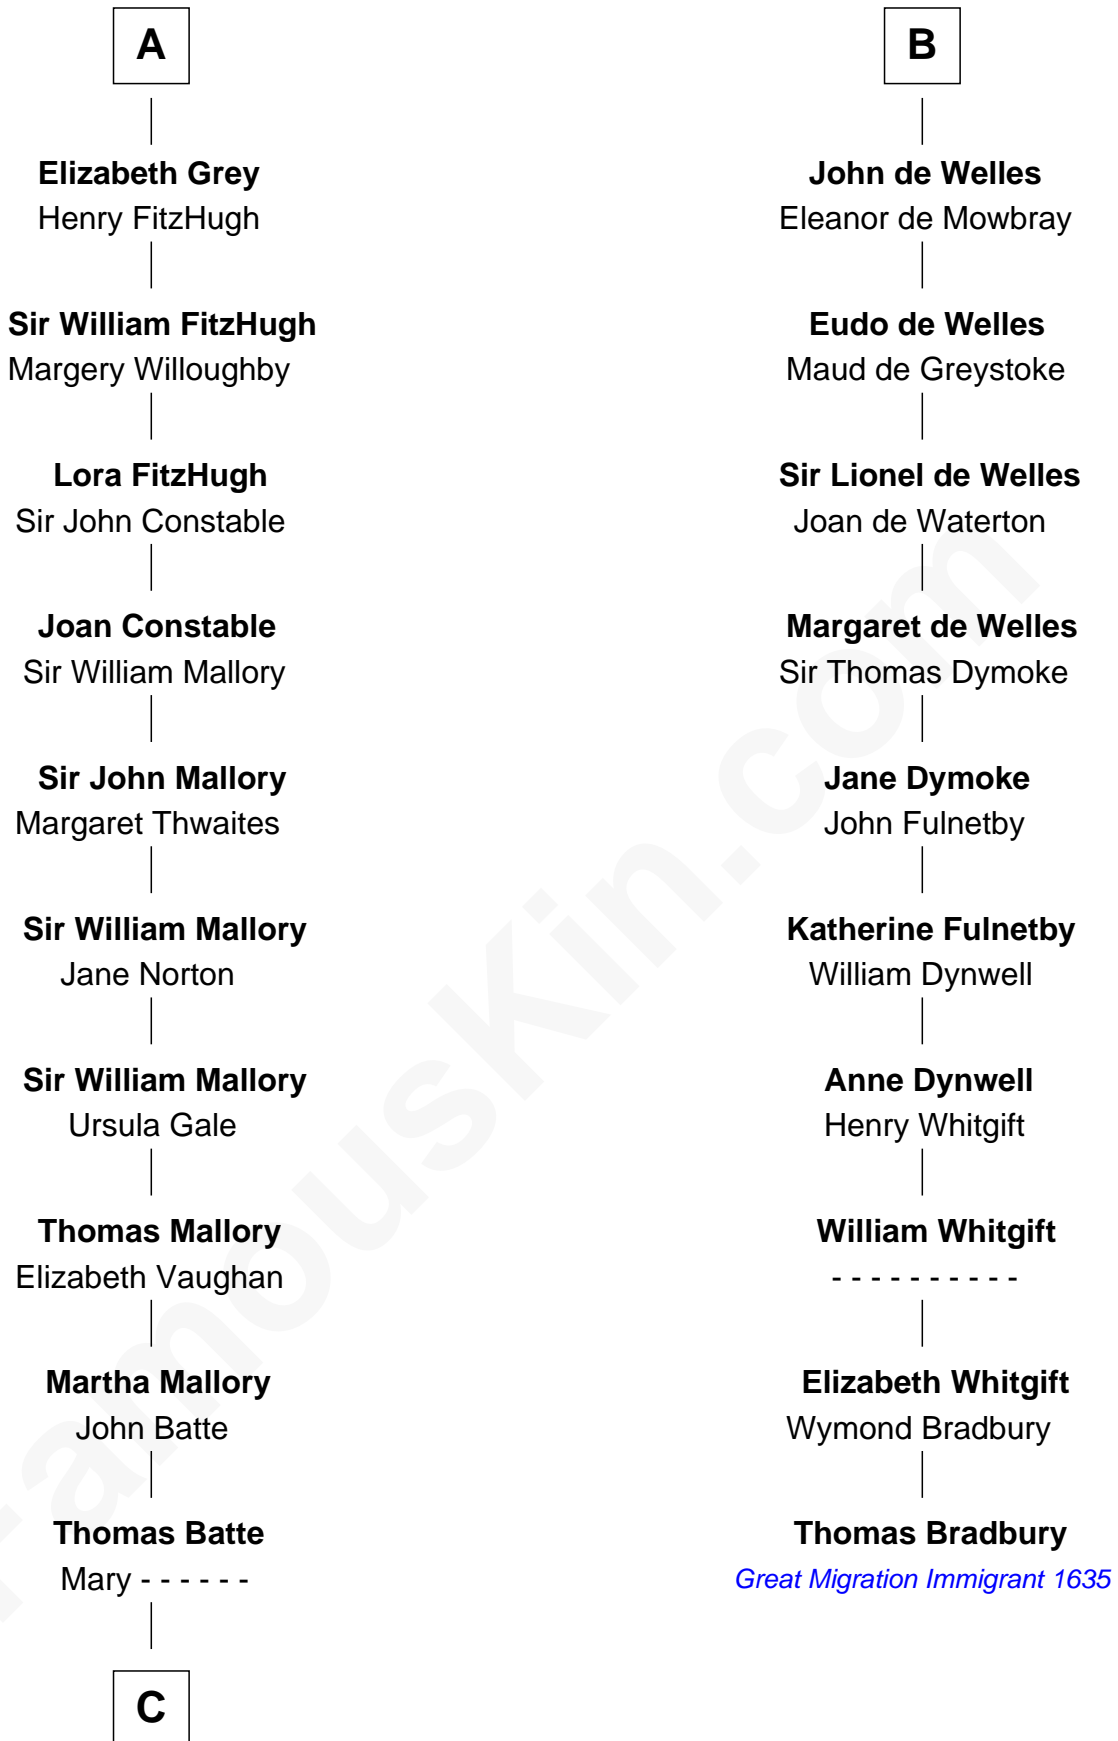 A
Elizabeth Grey
Henry FitzHugh
Sir William FitzHugh
Margery Willoughby
Lora FitzHugh
Sir John Constable
Joan Constable
Sir William Mallory
Sir John Mallory
Margaret Thwaites
Sir William Mallory
Jane Norton
Sir William Mallory
Ursula Gale
Thomas Mallory
Elizabeth Vaughan
Martha Mallory
John Batte
Thomas Batte
Mary - - - - - -
C
B
John de Welles
Eleanor de Mowbray
Eudo de Welles
Maud de Greystoke
Sir Lionel de Welles
Joan de Waterton
Margaret de Welles
Sir Thomas Dymoke
Jane Dymoke
John Fulnetby
Katherine Fulnetby
William Dynwell
Anne Dynwell
Henry Whitgift
William Whitgift
- - - - - - - - - -
Elizabeth Whitgift
Wymond Bradbury
Thomas Bradbury
Great Migration Immigrant 1635
FamousKin.com